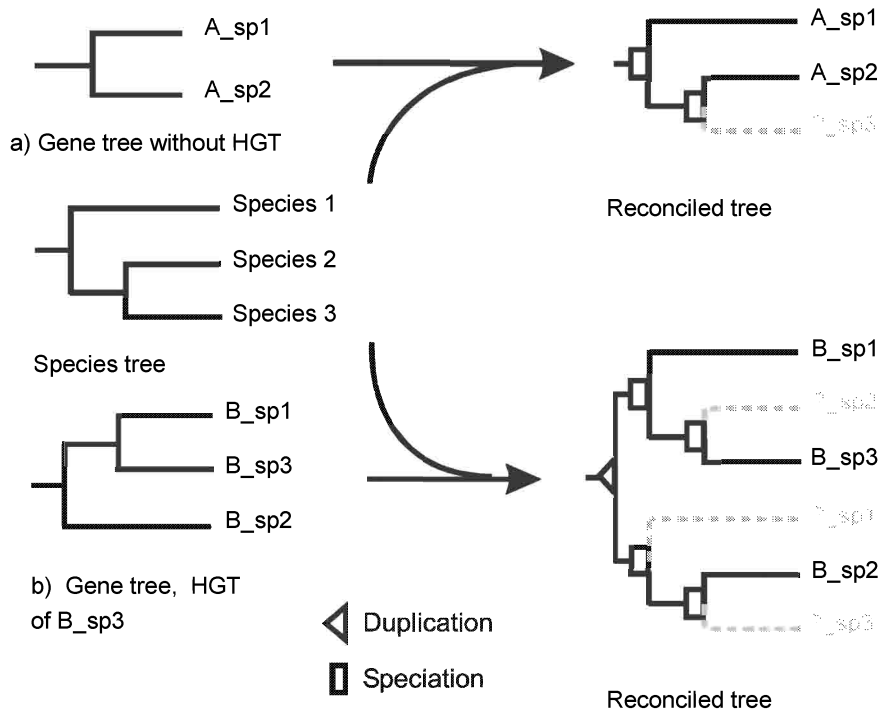 A_sp1
A_sp2
a) Gene tree without HGT
A_sp1
A_sp2
Reconciled tree
Species 1
Species 2
Species 3
Species tree
B_sp1
B_sp3
B_sp2
b) Gene tree, HGT
of B_sp3
B_sp1
B_sp3
B_sp2
Duplication
Speciation
Reconciled tree